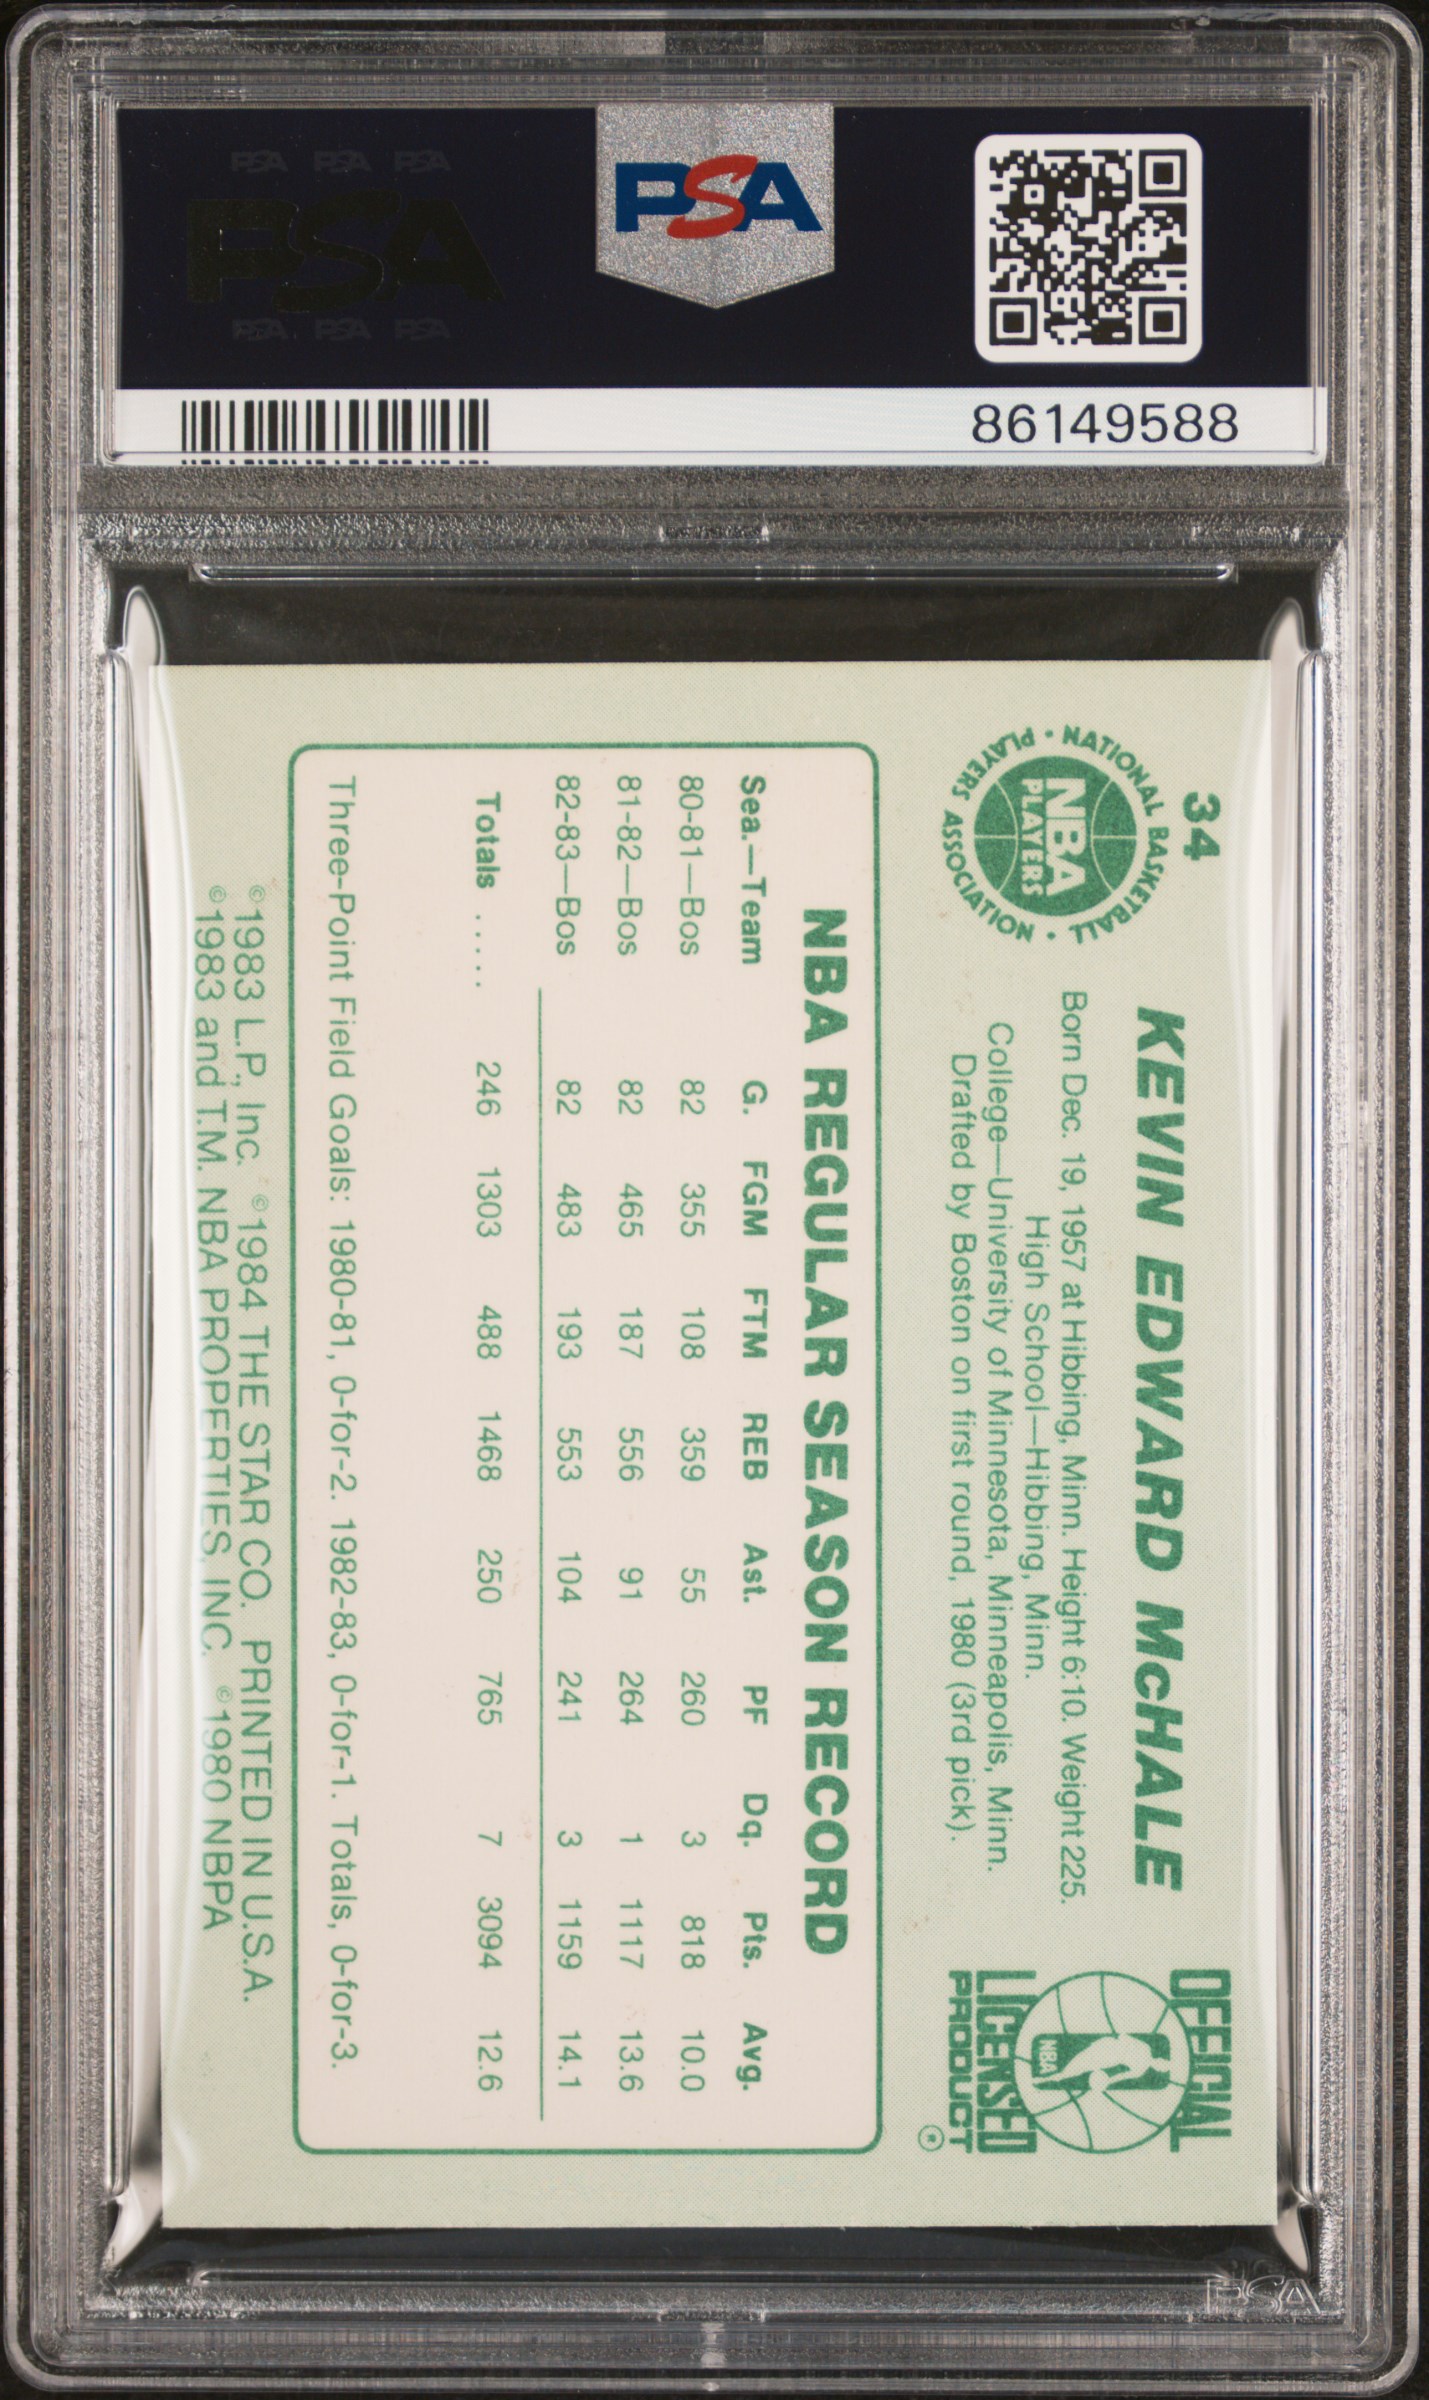 PSA PSA PSA
PSA
PSA PSA PSA
PSA
86149588
34
KEVIN EDWARD McHALE
NATIONAL BASKETBALL PLAYERS ASSOCIATION
NBA
PLAYERS
Born Dec. 19, 1957 at Hibbing, Minn. Height 6:10. Weight 225.
High School—Hibbing, Minn.
College—University of Minnesota, Minneapolis, Minn.
Drafted by Boston on first round, 1980 (3rd pick).
OFFICIAL
NBA
LICENSED
PRODUCT
®
NBA REGULAR SEASON RECORD
Sea.—Team G. FGM FTM REB Ast. PF Dq. Pts. Avg.
80-81—Bos 82 355 108 359 55 260 3 818 10.0
81-82—Bos 82 465 187 556 91 264 1 1117 13.6
82-83—Bos 82 483 193 553 104 241 3 1159 14.1
Totals ..... 246 1303 488 1468 250 765 7 3094 12.6
Three-Point Field Goals: 1980-81, 0-for-2. 1982-83, 0-for-1. Totals, 0-for-3.
©1983 L.P., Inc. ©1984 THE STAR CO. PRINTED IN U.S.A.
©1983 and T.M. NBA PROPERTIES, INC. ©1980 NBPA
PSA